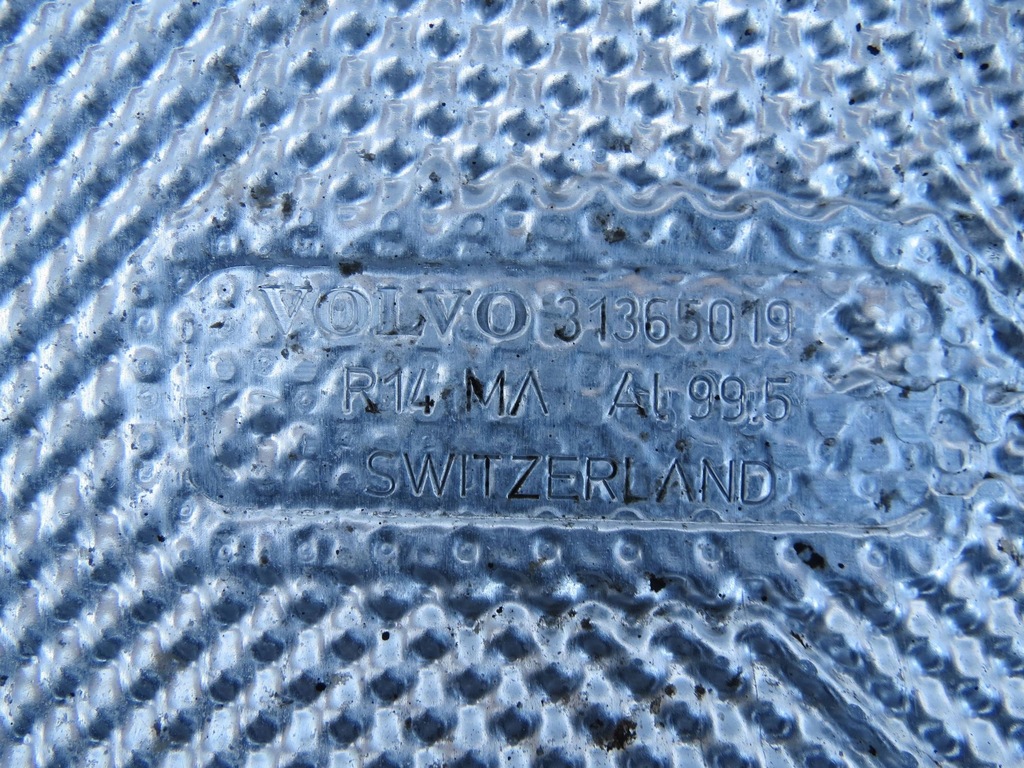 VOLVO 31365019
R14 MA Al 99.5
SWITZERLAND